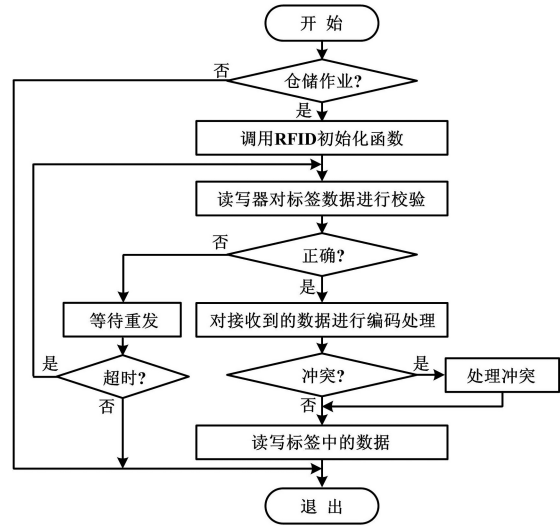 开 始
否
仓储作业?
是
调用RFID初始化函数
读写器对标签数据进行校验
否
正确?
是
等待重发
对接收到的数据进行编码处理
是
超时?
否
冲突?
是
处理冲突
否
读写标签中的数据
退 出